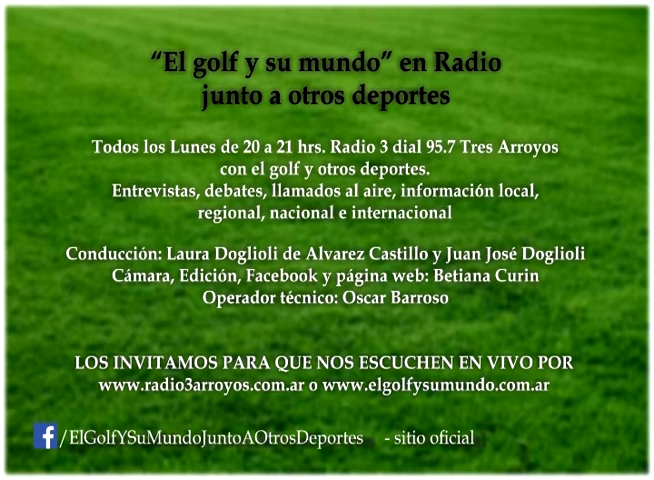 “El golf y su mundo” en Radio
junto a otros deportes
Todos los Lunes de 20 a 21 hrs. Radio 3 dial 95.7 Tres Arroyos
con el golf y otros deportes.
Entrevistas, debates, llamados al aire, información local,
regional, nacional e internacional
Conducción: Laura Doglioli de Alvarez Castillo y Juan José Doglioli
Cámara, Edición, Facebook y página web: Betiana Curin
Operador técnico: Oscar Barroso
LOS INVITAMOS PARA QUE NOS ESCUCHEN EN VIVO POR
www.radio3arroyos.com.ar o www.elgolfysumundo.com.ar
f /ElGolfYSuMundoJuntoAOtrosDeportes - sitio oficial